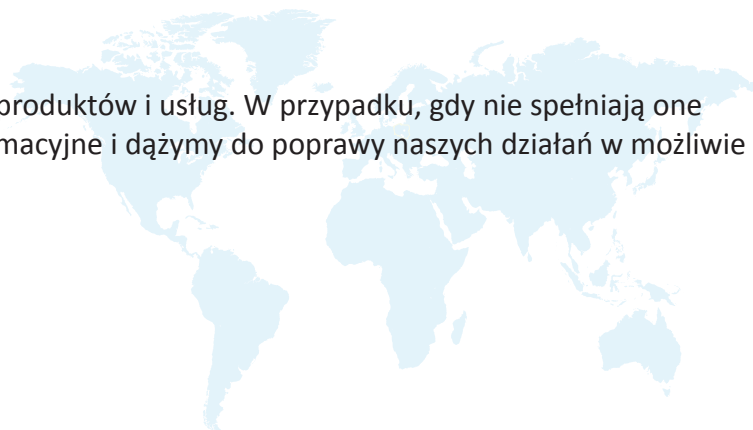 produktów i usług. W przypadku, gdy nie spełniają one
macyjne i dążymy do poprawy naszych działań w możliwie